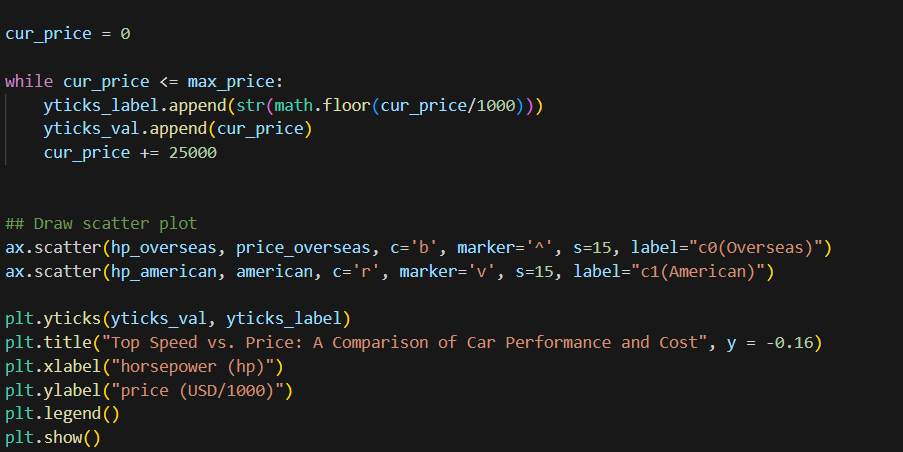 cur_price = 0
while cur_price <= max_price:
    yticks_label.append(str(math.floor(cur_price/1000)))
    yticks_val.append(cur_price)
    cur_price += 25000
## Draw scatter plot
ax.scatter(hp_overseas, price_overseas, c='b', marker='^', s=15, label="c0(Overseas)")
ax.scatter(hp_american, american, c='r', marker='v', s=15, label="c1(American)")
plt.yticks(yticks_val, yticks_label)
plt.title("Top Speed vs. Price: A Comparison of Car Performance and Cost", y = -0.16)
plt.xlabel("horsepower (hp)")
plt.ylabel("price (USD/1000)")
plt.legend()
plt.show()